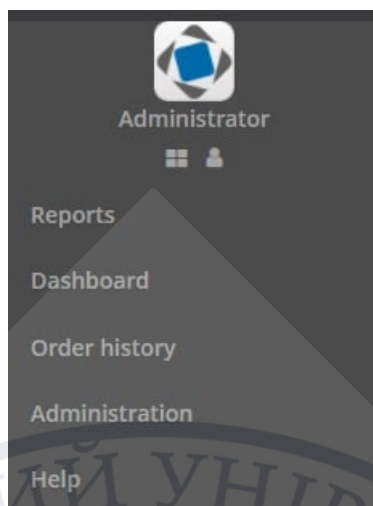 Administrator
Reports
Dashboard
Order history
Administration
Help